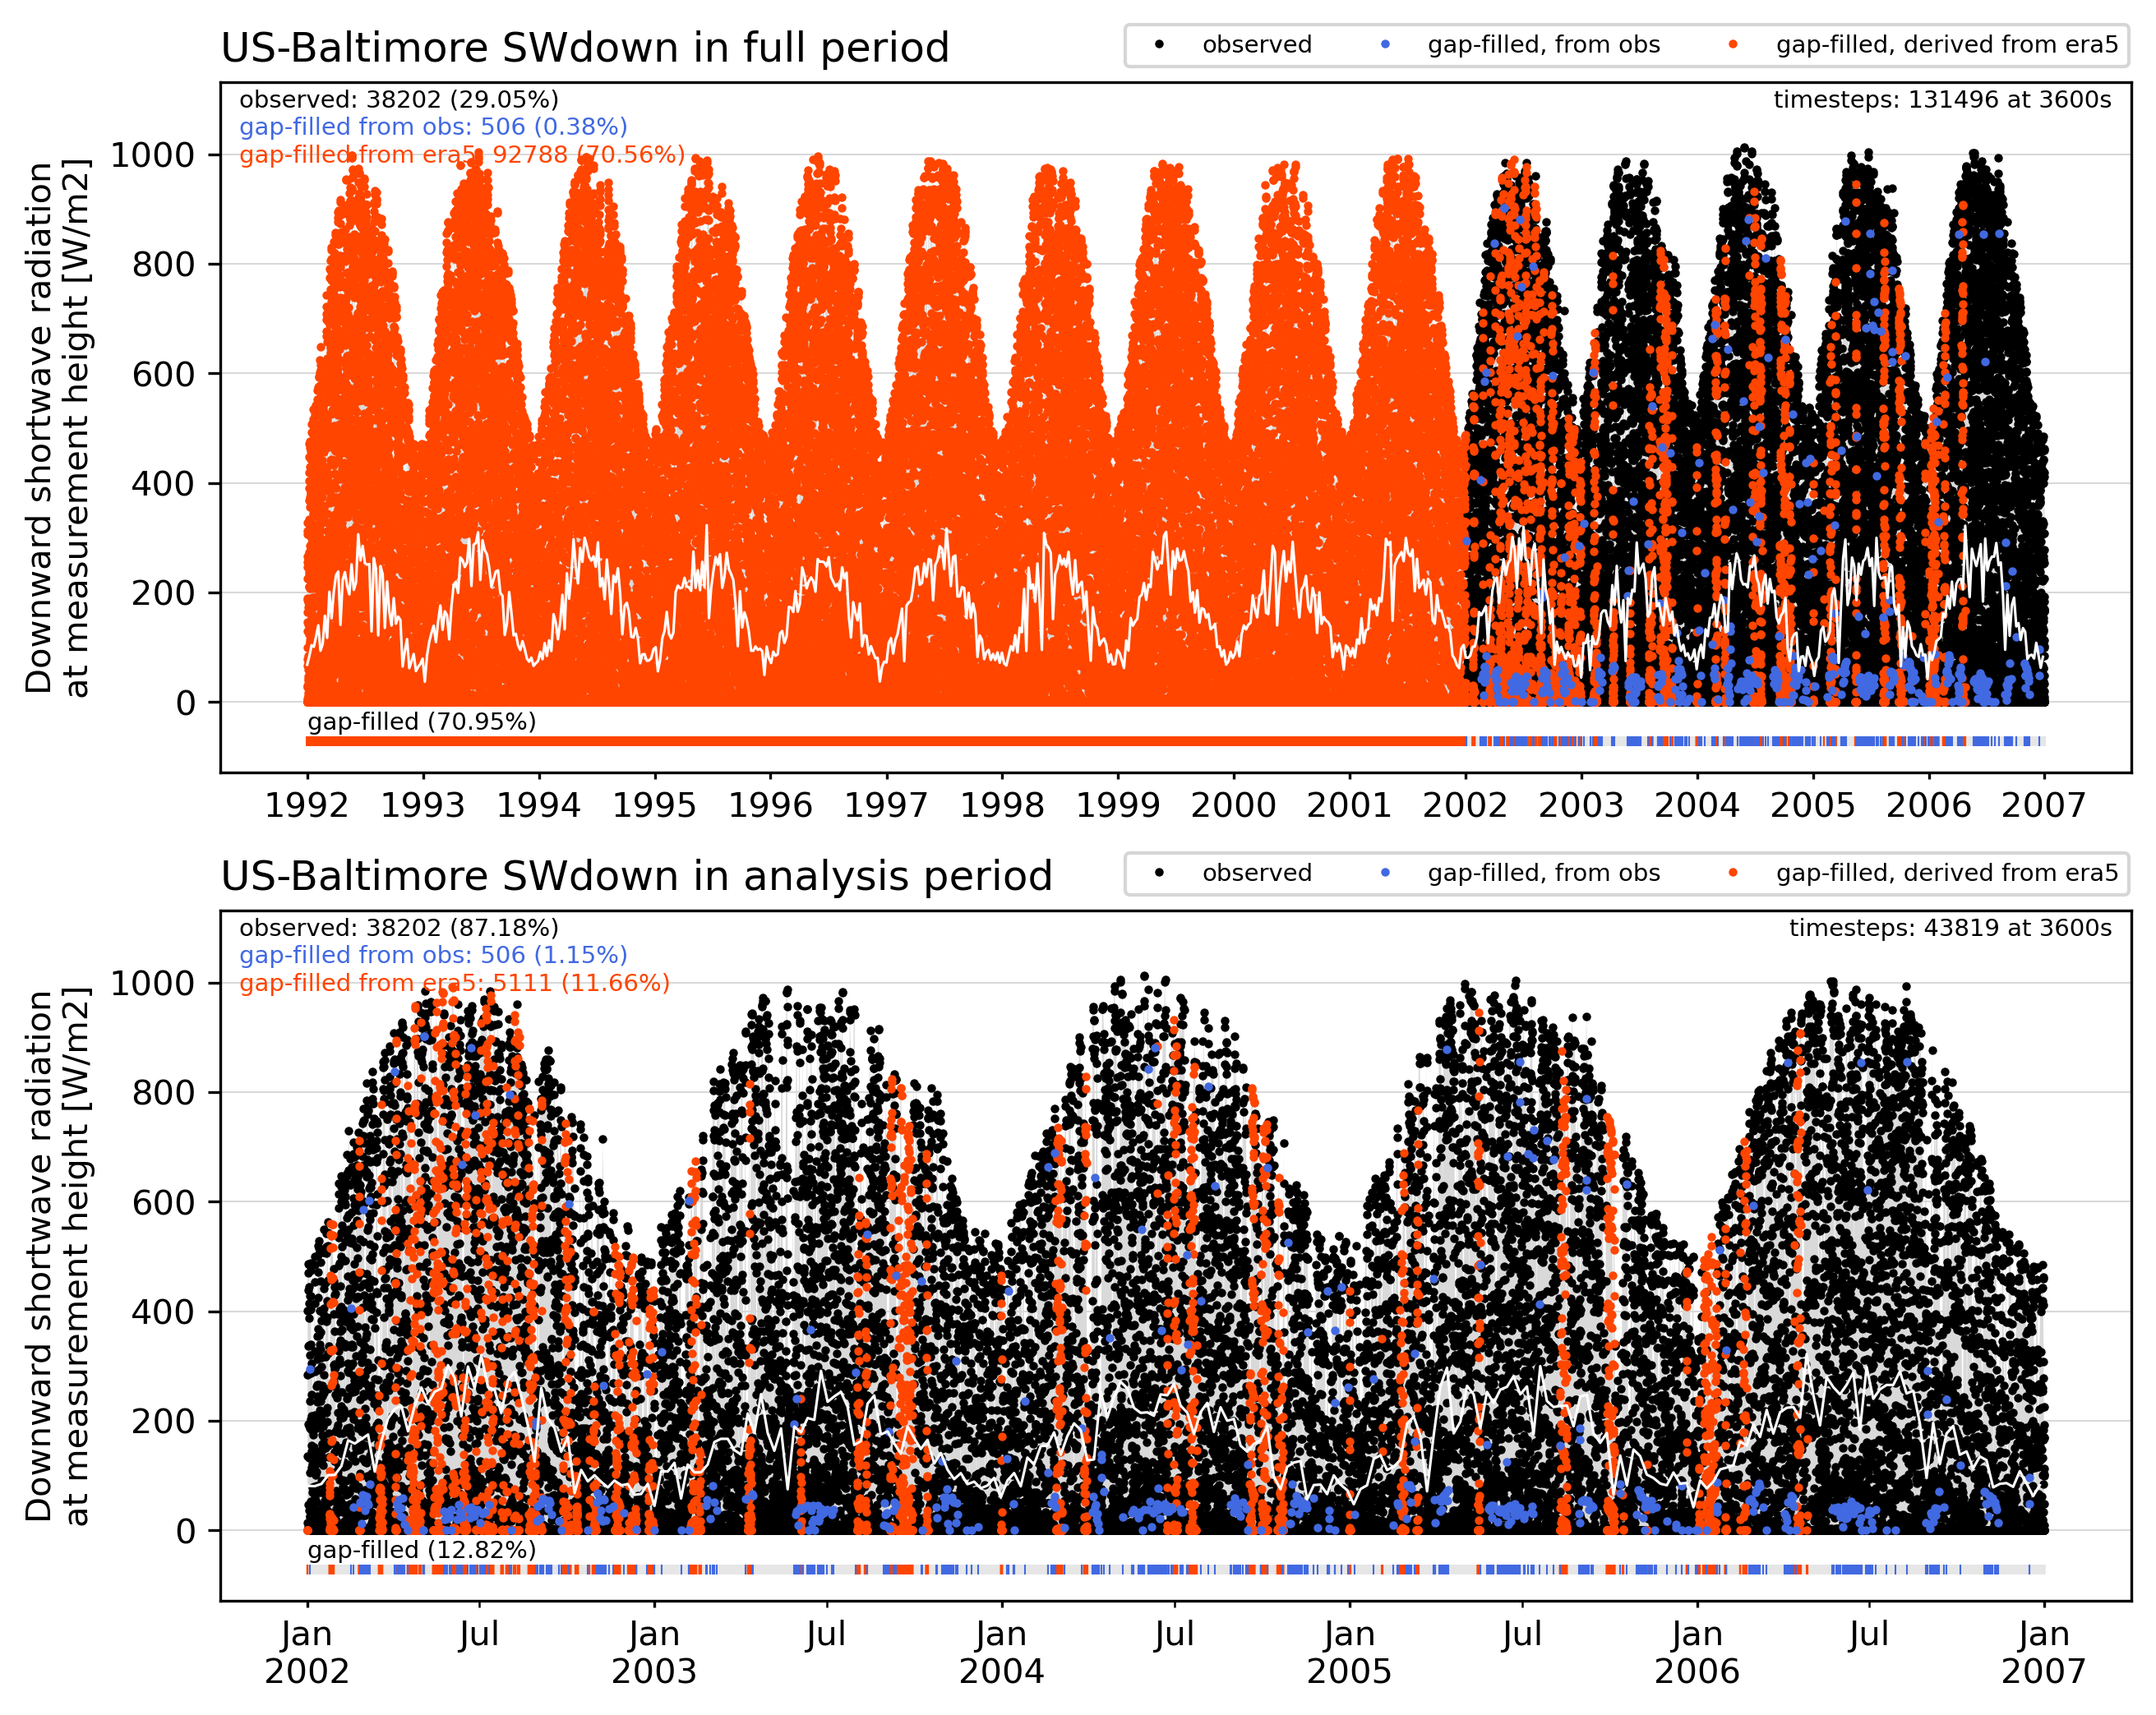 US-Baltimore SWdown in full period
observed
gap-filled, from obs
gap-filled, derived from era5
observed: 38202 (29.05%)
timesteps: 131496 at 3600s
gap-filled from obs: 506 (0.38%)
gap-filled from era5: 92788 (70.56%)
Downward shortwave radiation
at measurement height [W/m2]
1000
800
600
400
200
0
gap-filled (70.95%)
1992 1993 1994 1995 1996 1997 1998 1999 2000 2001 2002 2003 2004 2005 2006 2007
US-Baltimore SWdown in analysis period
observed
gap-filled, from obs
gap-filled, derived from era5
observed: 38202 (87.18%)
timesteps: 43819 at 3600s
gap-filled from obs: 506 (1.15%)
gap-filled from era5: 5111 (11.66%)
Downward shortwave radiation
at measurement height [W/m2]
1000
800
600
400
200
0
gap-filled (12.82%)
Jan Jul Jan Jul Jan Jul Jan Jul Jan Jul Jan
2002 2003 2004 2005 2006 2007